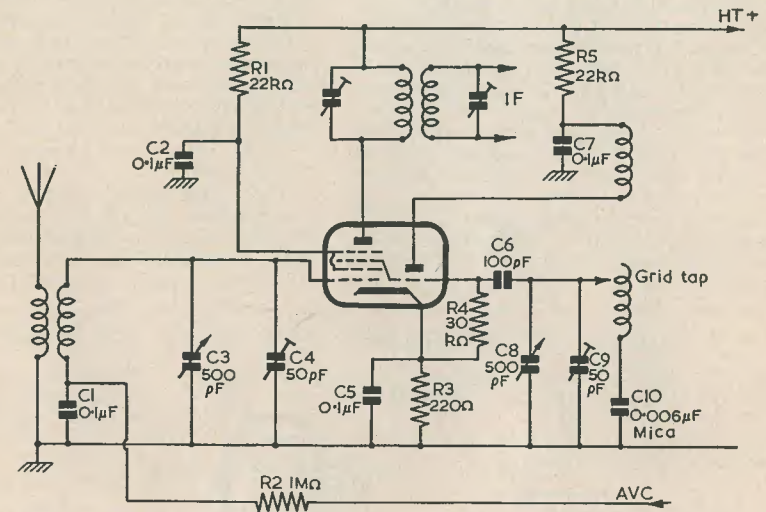 HT+
R1
22kΩ
R5
22kΩ
IF
C2
0·1µF
C7
0·1µF
C6
100pF
Grid tap
R4
30
kΩ
C3
500
pF
C4
50pF
C5
0·1µF
R3
220Ω
C8
500
pF
C9
50
pF
C1
0·1µF
C10
0·006µF
Mica
R2 1MΩ
AVC